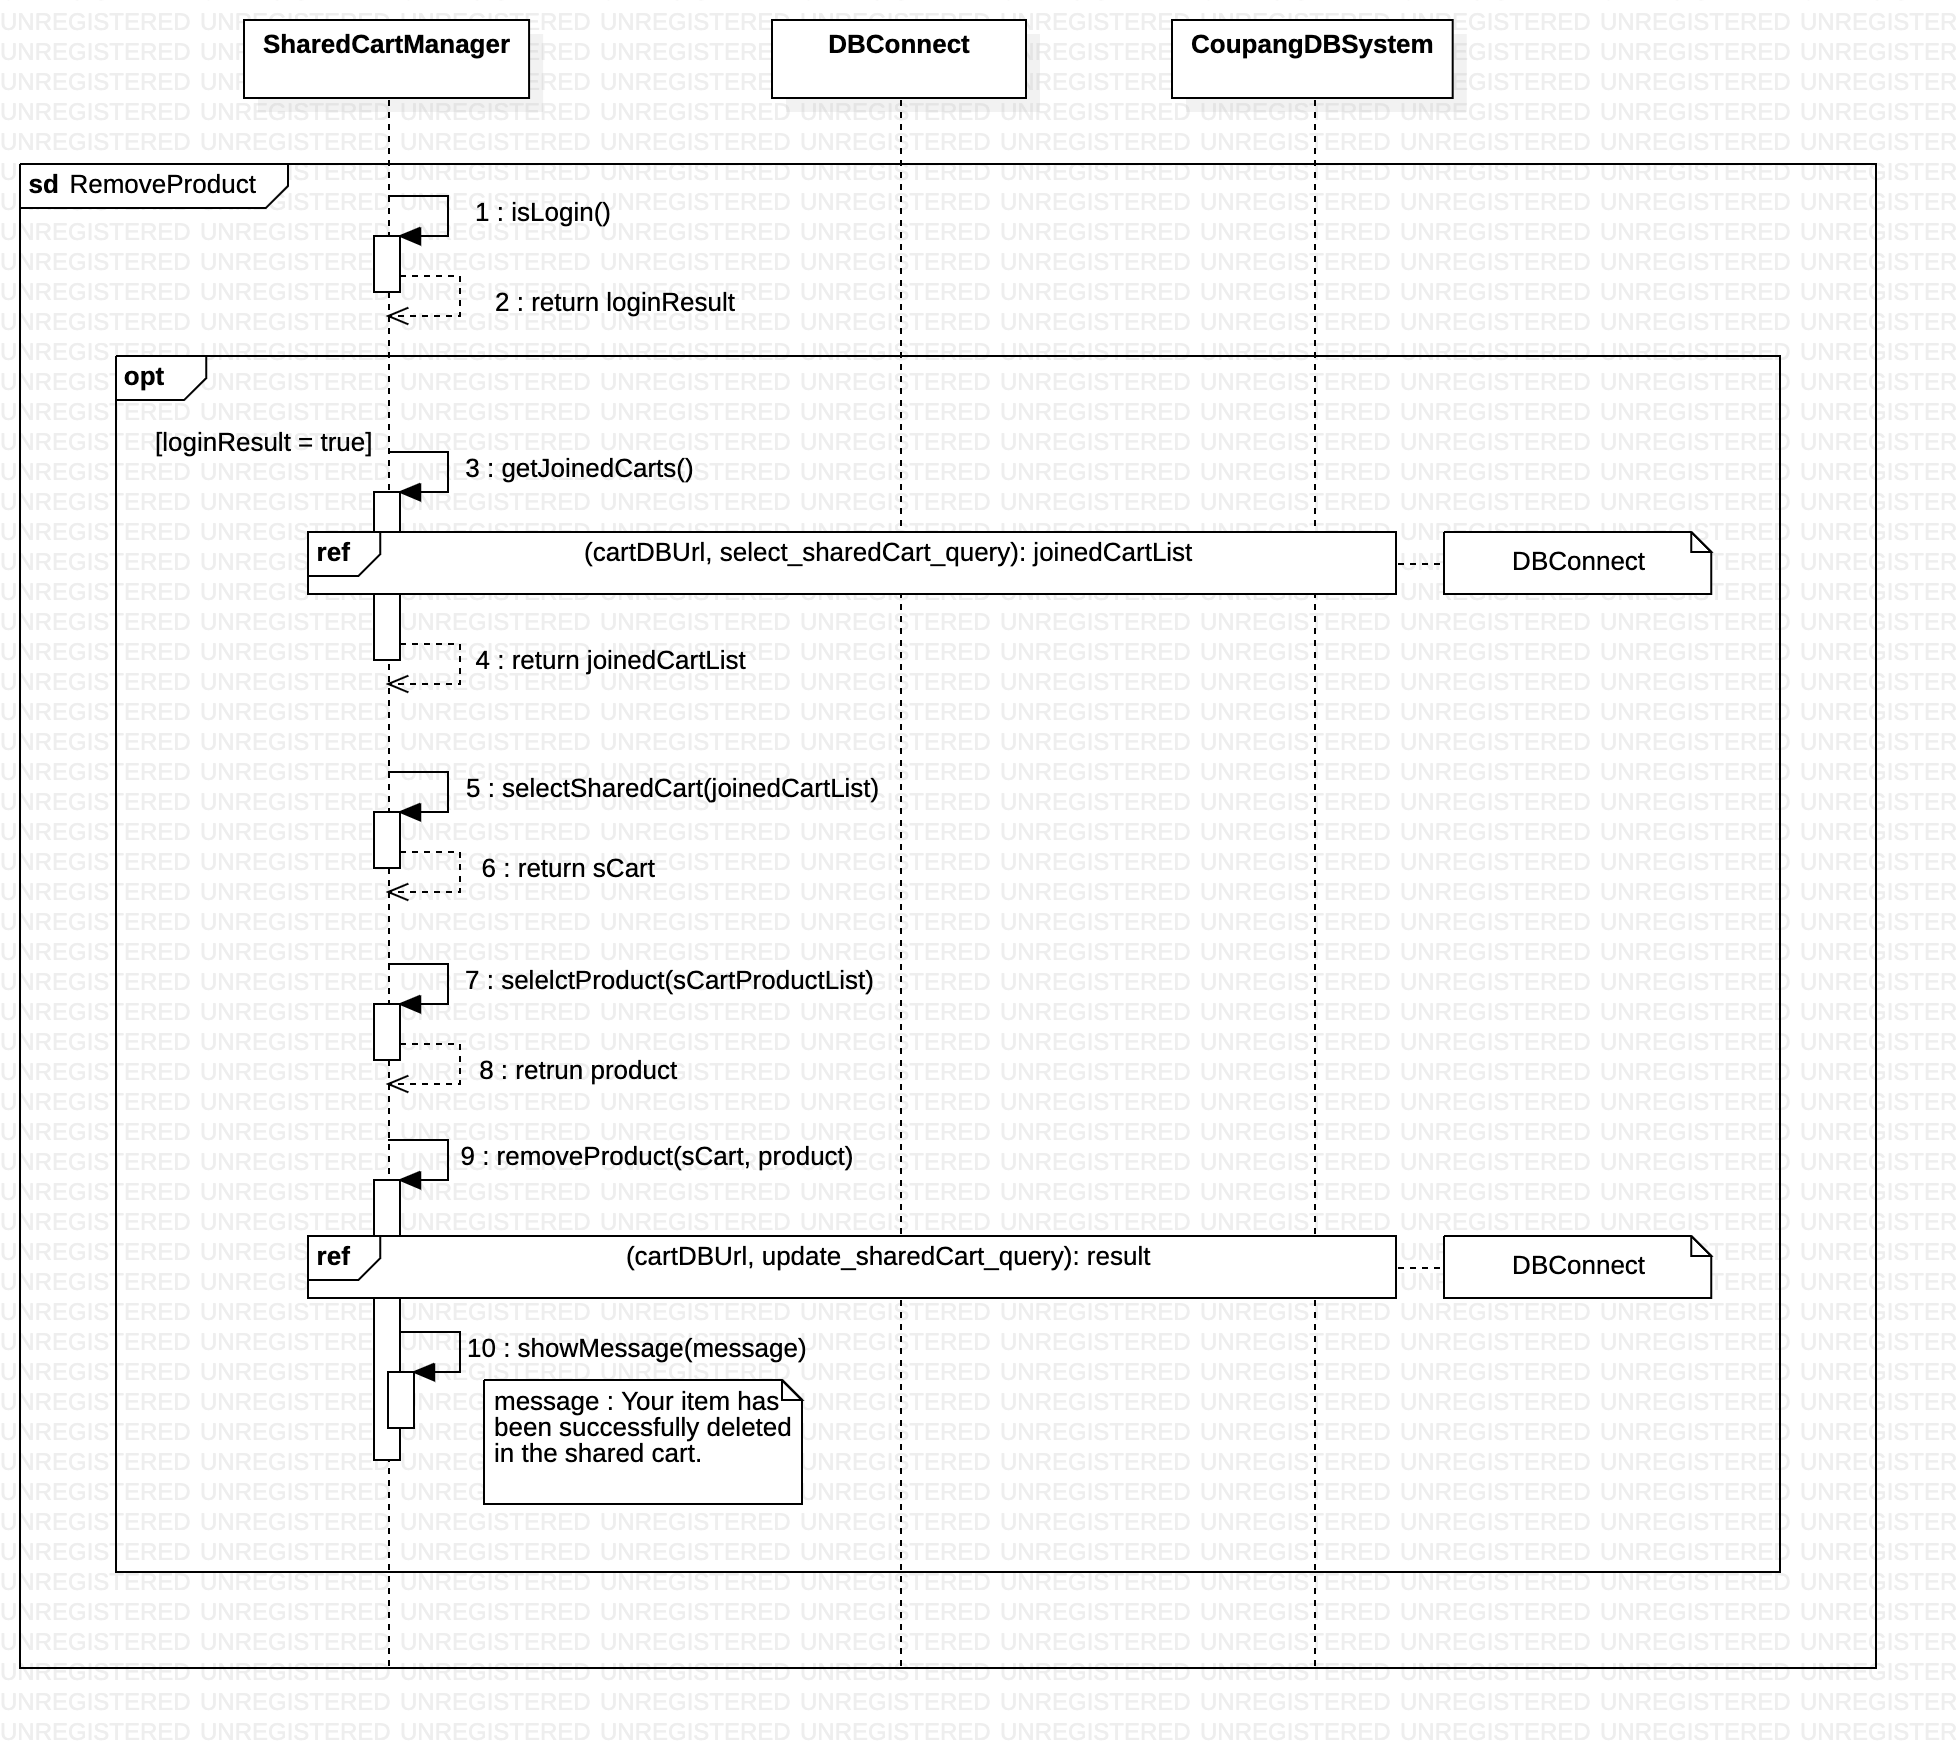 SharedCartManager
DBConnect
CoupangDBSystem
sd RemoveProduct
1 : isLogin()
2 : return loginResult
opt
[loginResult = true]
3 : getJoinedCarts()
ref
(cartDBUrl, select_sharedCart_query): joinedCartList
DBConnect
4 : return joinedCartList
5 : selectSharedCart(joinedCartList)
6 : return sCart
7 : selelctProduct(sCartProductList)
8 : retrun product
9 : removeProduct(sCart, product)
ref
(cartDBUrl, update_sharedCart_query): result
DBConnect
10 : showMessage(message)
message : Your item has
been successfully deleted
in the shared cart.
UNREGISTERED